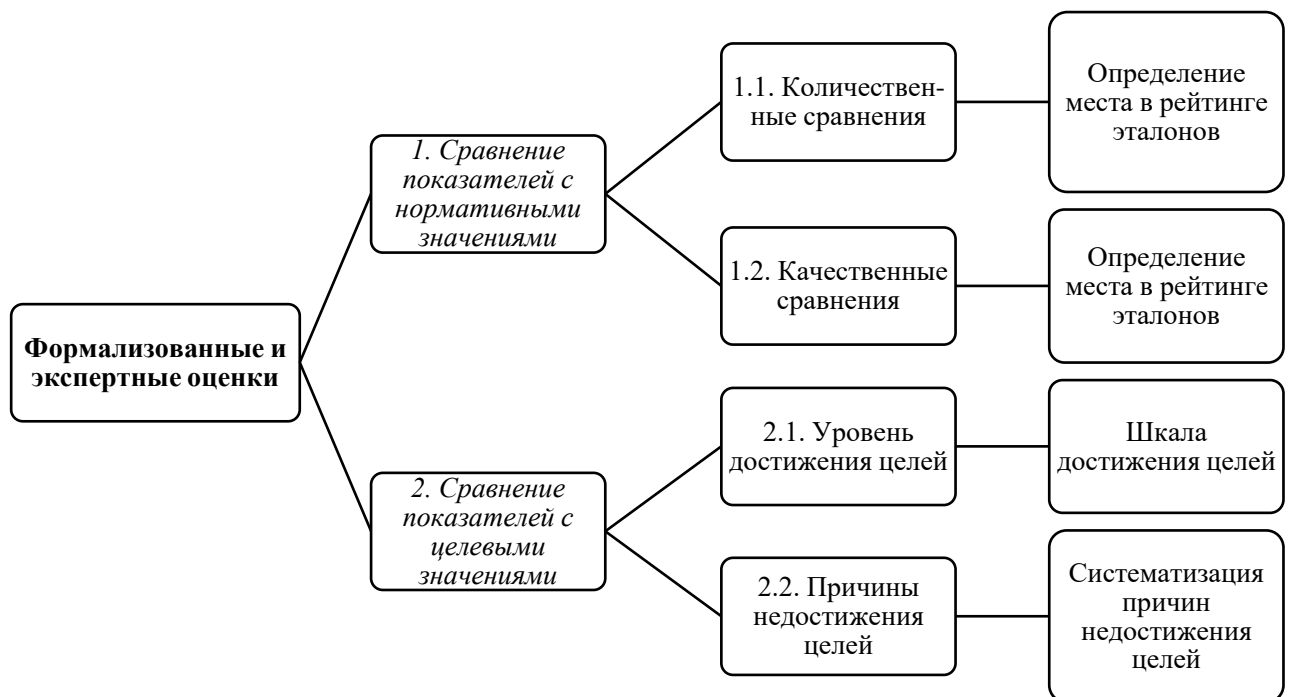 Формализованные и
экспертные оценки
1. Сравнение
показателей с
нормативными
значениями
1.1. Количествен-
ные сравнения
Определение
места в рейтинге
эталонов
1.2. Качественные
сравнения
Определение
места в рейтинге
эталонов
2. Сравнение
показателей с
целевыми
значениями
2.1. Уровень
достижения целей
Шкала
достижения целей
2.2. Причины
недостижения
целей
Систематизация
причин
недостижения
целей